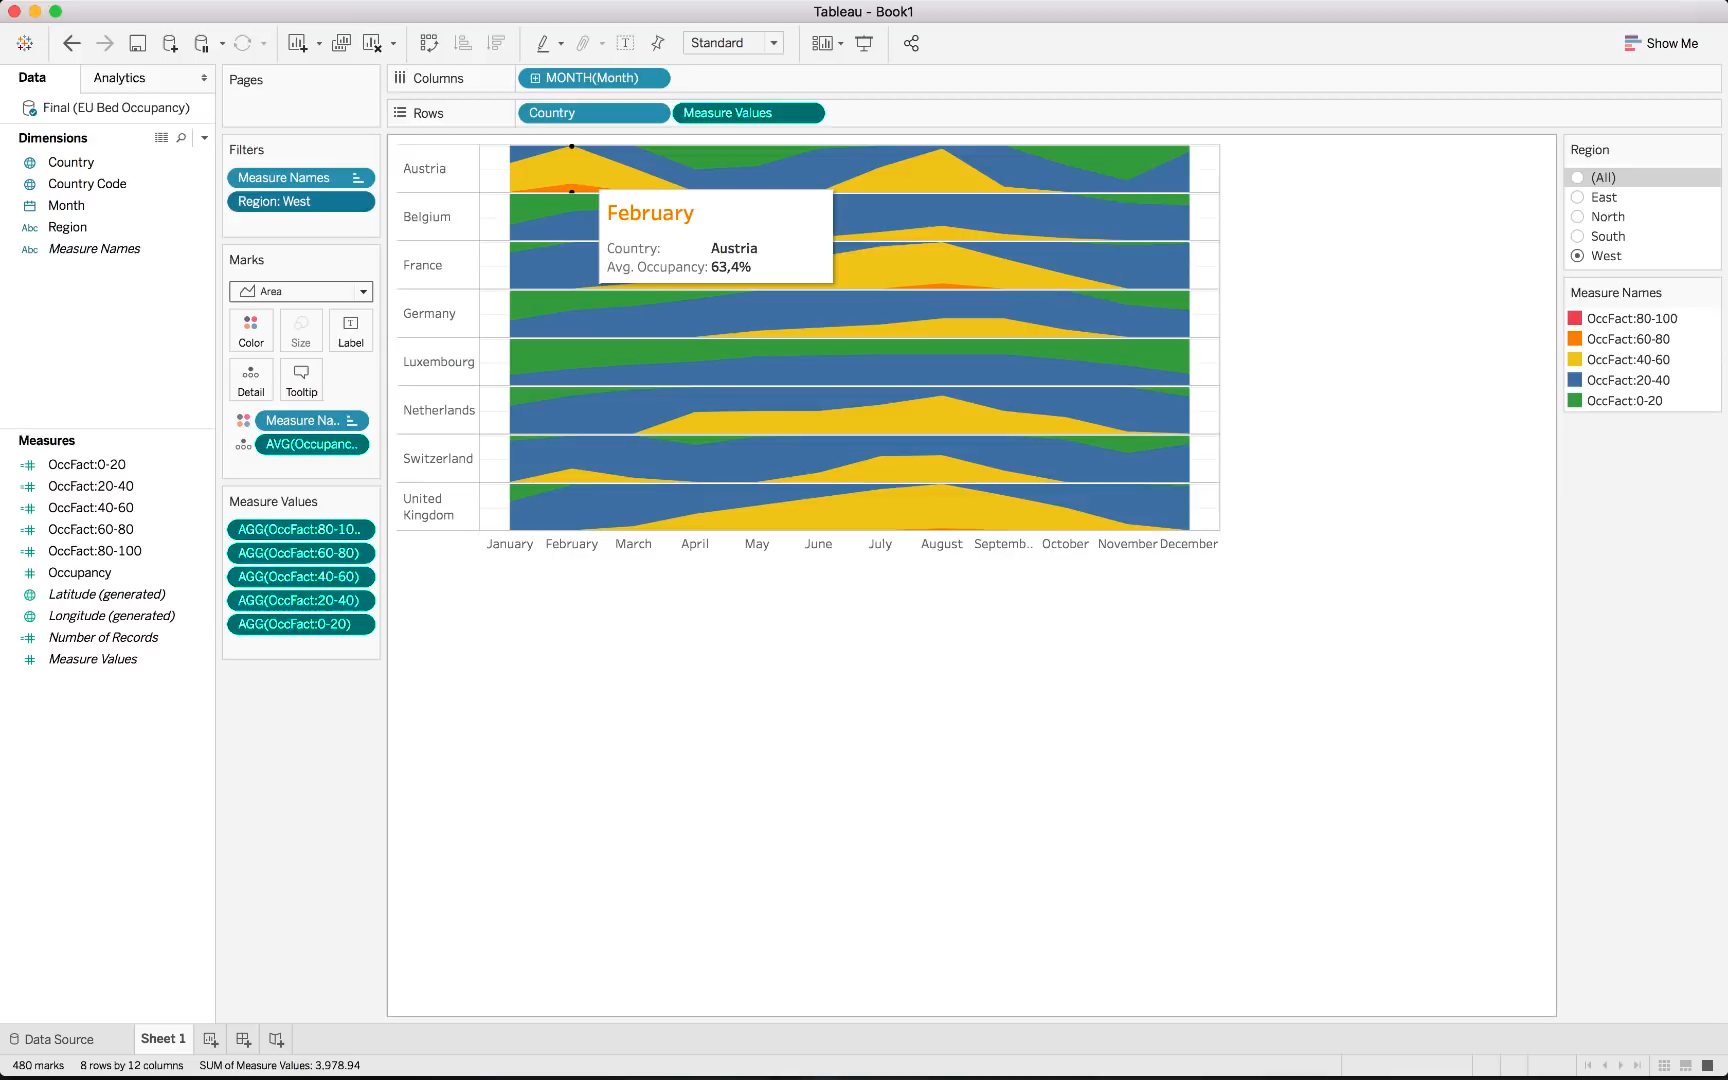 Tableau - Book1
Standard
Show Me
Data
Analytics
Final (EU Bed Occupancy)
Dimensions
Country
Country Code
Month
Abc Region
Abc Measure Names
Measures
OccFact:0-20
OccFact:20-40
OccFact:40-60
OccFact:60-80
OccFact:80-100
Occupancy
Latitude (generated)
Longitude (generated)
Number of Records
Measure Values
Pages
Filters
Measure Names
Region: West
Marks
Area
Color
Size
Label
Detail
Tooltip
Measure Na..
AVG(Occupanc..
Measure Values
AGG(OccFact:80-10..
AGG(OccFact:60-80)
AGG(OccFact:40-60)
AGG(OccFact:20-40)
AGG(OccFact:0-20)
Columns
MONTH(Month)
Rows
Country
Measure Values
Austria
Belgium
France
Germany
Luxembourg
Netherlands
Switzerland
United
Kingdom
February
Country: Austria
Avg. Occupancy: 63,4%
January February March April May June July August Septemb.. October November December
Region
(All)
East
North
South
West
Measure Names
OccFact:80-100
OccFact:60-80
OccFact:40-60
OccFact:20-40
OccFact:0-20
Data Source
Sheet 1
480 marks 8 rows by 12 columns SUM of Measure Values: 3,978.94